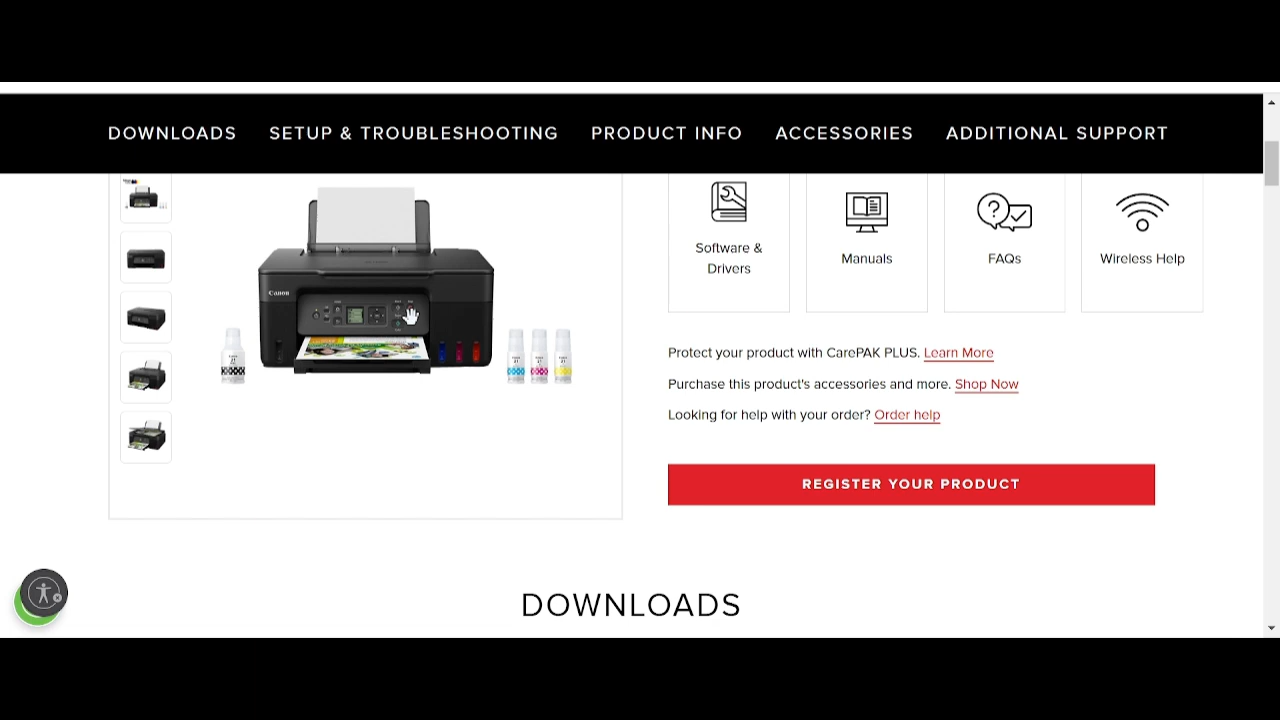 DOWNLOADS SETUP & TROUBLESHOOTING PRODUCT INFO ACCESSORIES ADDITIONAL SUPPORT
Canon
Software &
Drivers
Manuals
FAQs
Wireless Help
Protect your product with CarePAK PLUS. Learn More
Purchase this product's accessories and more. Shop Now
Looking for help with your order? Order help
REGISTER YOUR PRODUCT
DOWNLOADS